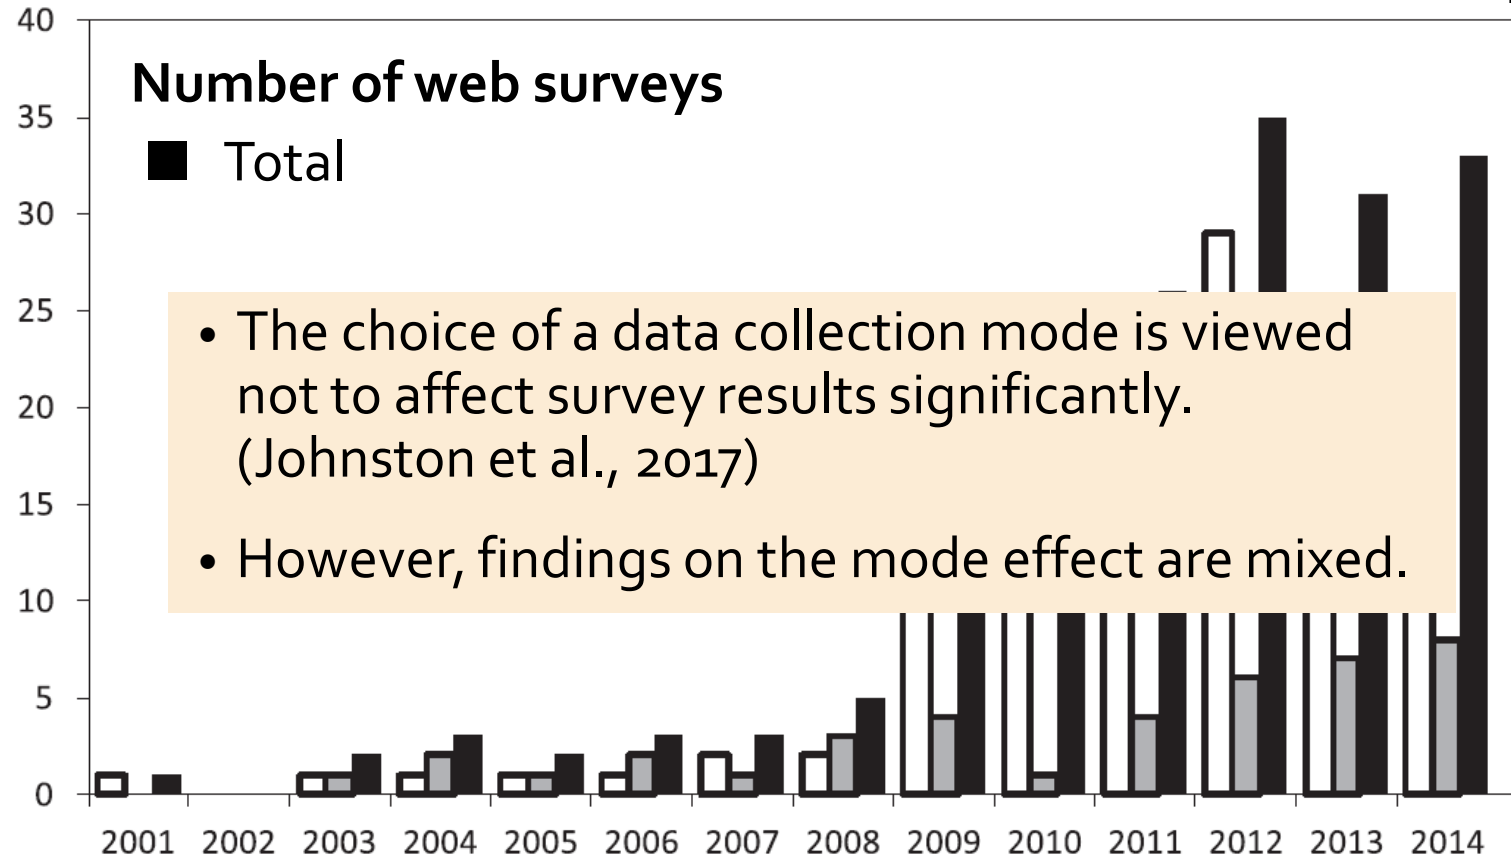 40
Number of web surveys
35
Total
30
25
• The choice of a data collection mode is viewed
not to affect survey results significantly.
20
(Johnston et al., 2017)
15
• However, findings on the mode effect are mixed.
10
5
0
2001 2002 2003 2004 2005 2006 2007 2008 2009 2010 2011 2012 2013 2014